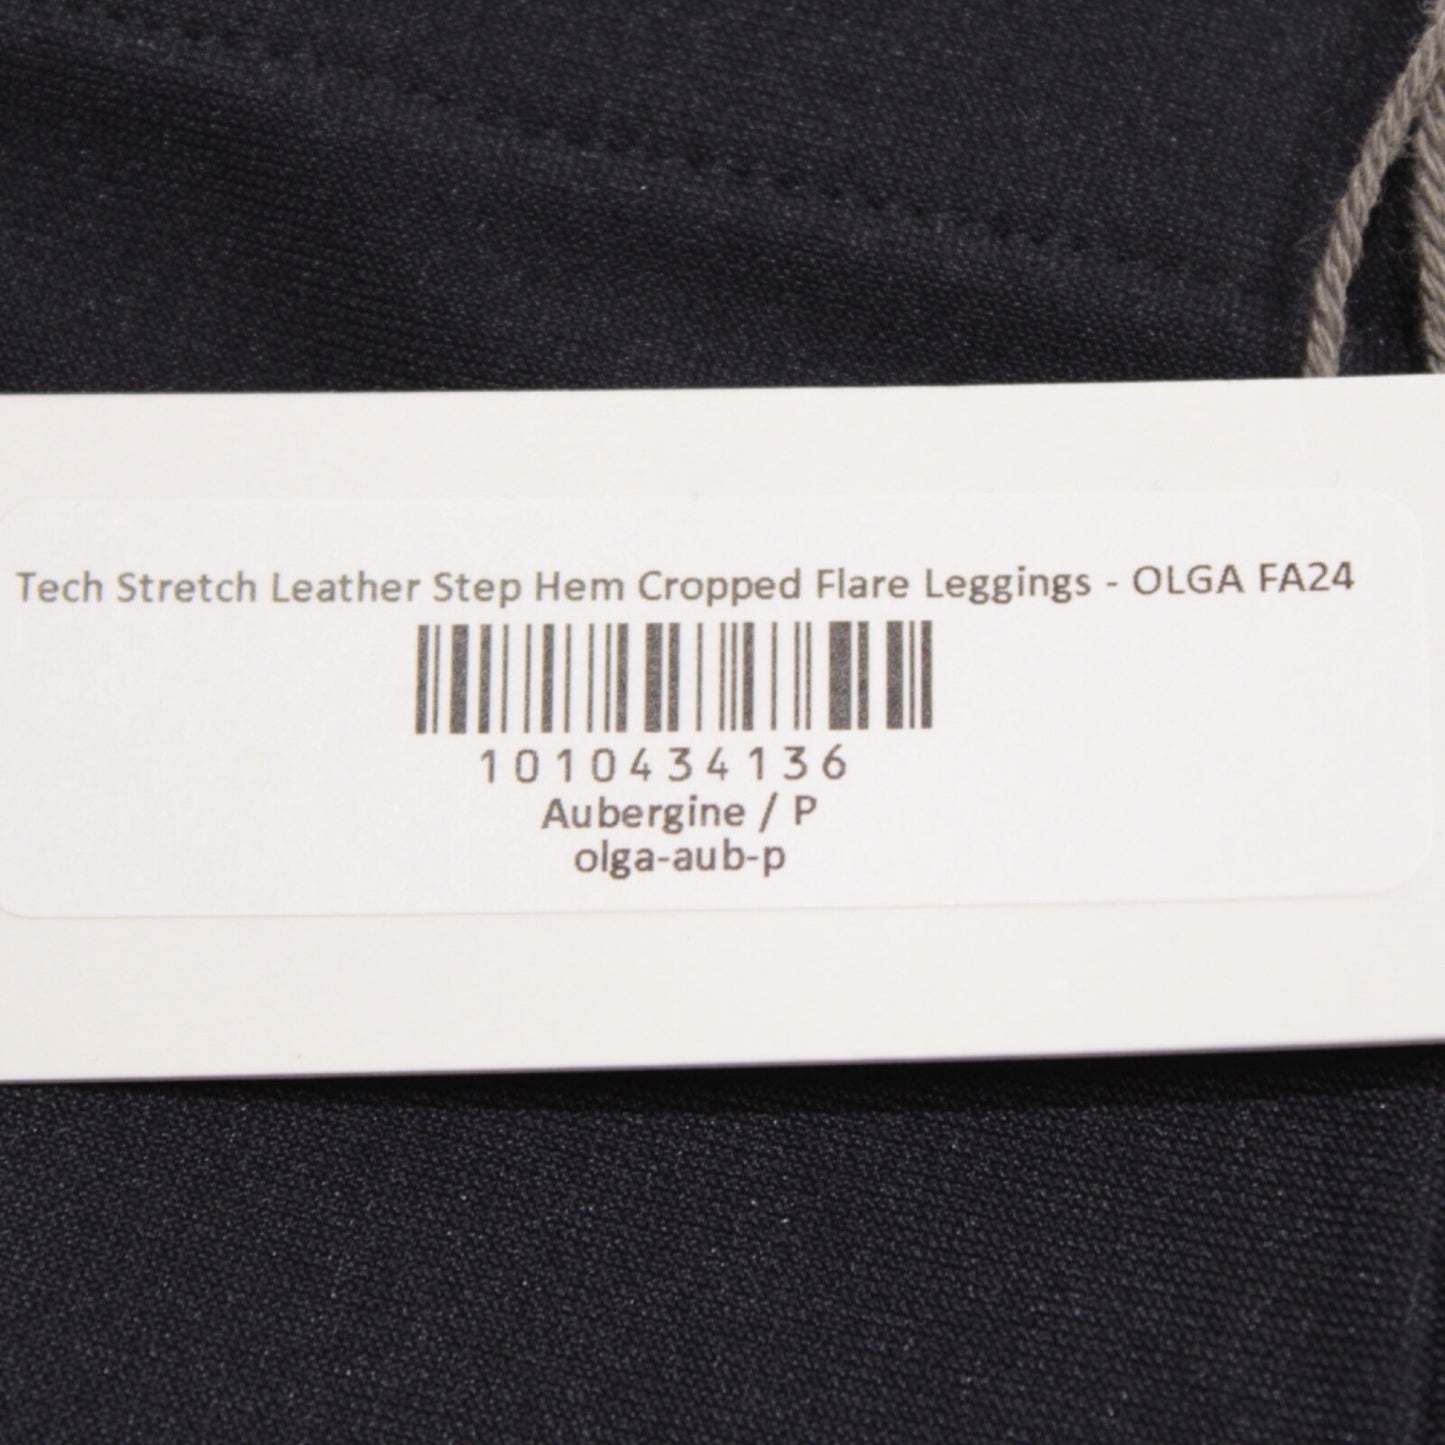 Tech Stretch Leather Step Hem Cropped Flare Leggings - OLGA FA24
1010434136
Aubergine / P
olga-aub-p